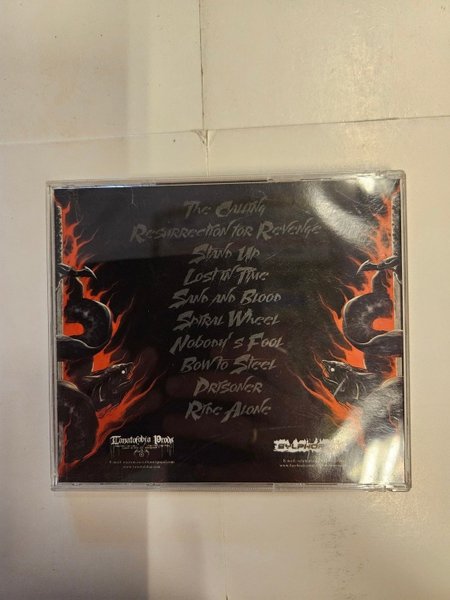 The Calling
Resurrection for Revenge
Stand Up
Lost in Time
Sand and Blood
Spiral Wheel
Nobody's Fool
Bow to Steel
Prisoner
Ride Alone
Prods